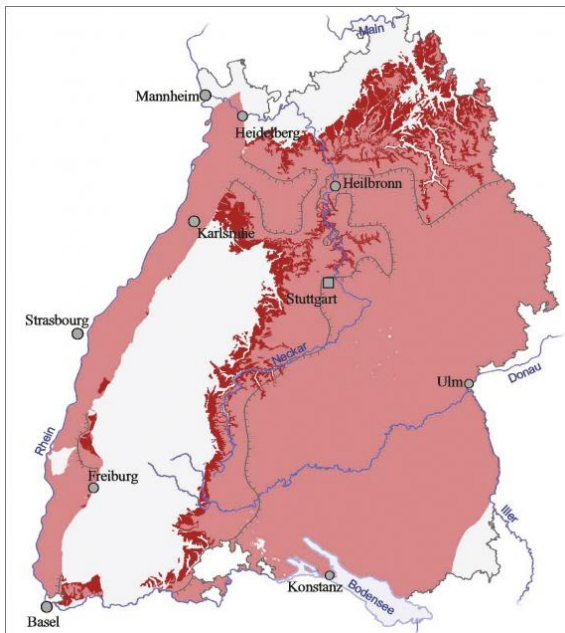 Main
Mannheim
Heidelberg
Heilbronn
Karlsruhe
Stuttgart
Strasbourg
Neckar
Ulm
Donau
Rhein
Freiburg
Iller
Konstanz
Bodensee
Basel